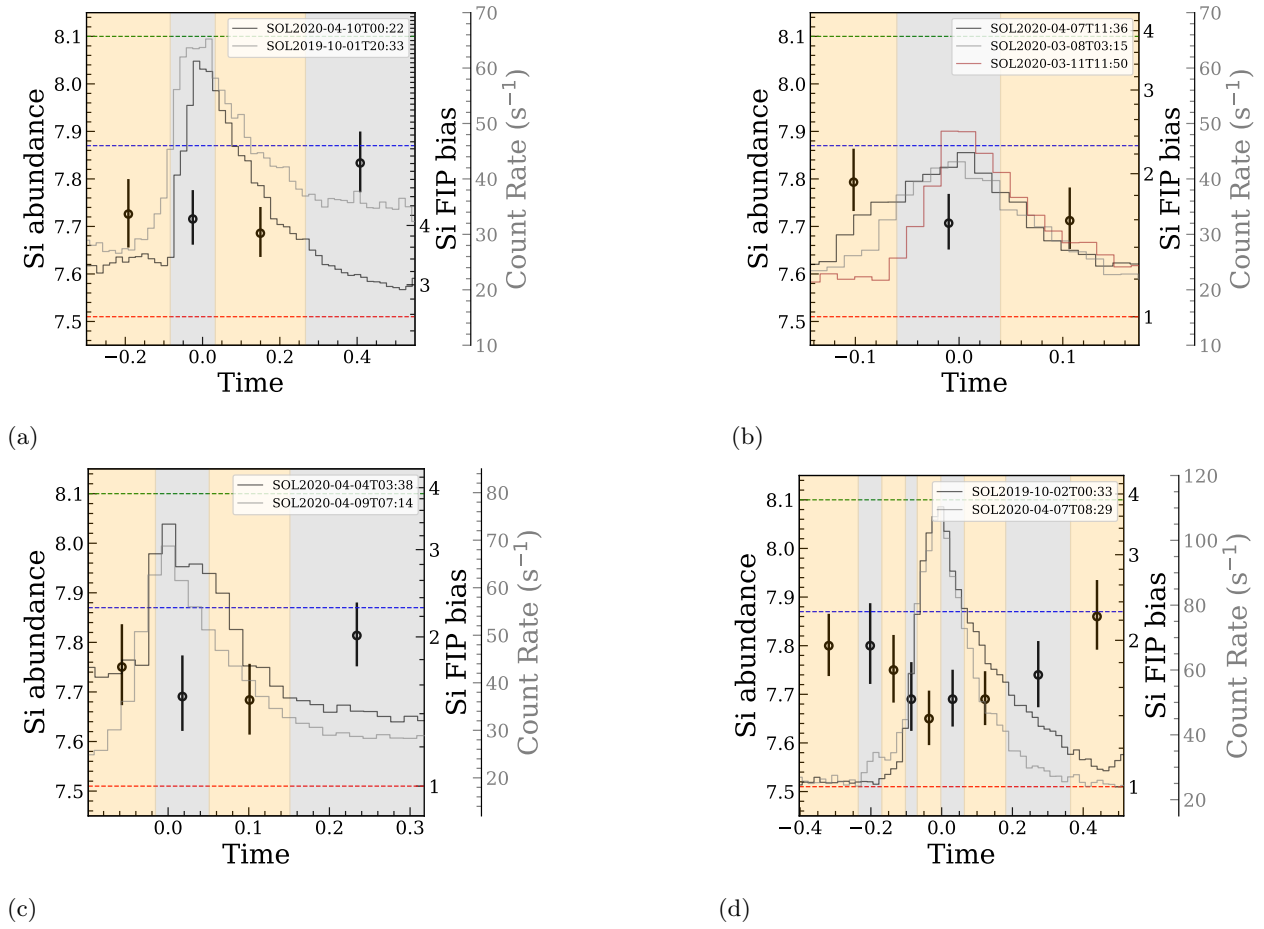 SOL2020-04-10T00:22
SOL2019-10-01T20:33
8.1
8.0
7.9
7.8
7.7
7.6
7.5
Si abundance
−0.2
0.0
0.2
0.4
Time
4
3
Si FIP bias
70
60
50
40
30
20
10
Count Rate (s−1)
(a)
SOL2020-04-07T11:36
SOL2020-03-08T03:15
SOL2020-03-11T11:50
8.1
8.0
7.9
7.8
7.7
7.6
7.5
Si abundance
−0.1
0.0
0.1
Time
4
3
2
1
Si FIP bias
70
60
50
40
30
20
10
Count Rate (s−1)
(b)
SOL2020-04-04T03:38
SOL2020-04-09T07:14
8.1
8.0
7.9
7.8
7.7
7.6
7.5
Si abundance
0.0
0.1
0.2
0.3
Time
4
3
2
1
Si FIP bias
80
70
60
50
40
30
20
Count Rate (s−1)
(c)
SOL2019-10-02T00:33
SOL2020-04-07T08:29
8.1
8.0
7.9
7.8
7.7
7.6
7.5
Si abundance
−0.4
−0.2
0.0
0.2
0.4
Time
4
3
2
1
Si FIP bias
120
100
80
60
40
20
Count Rate (s−1)
(d)